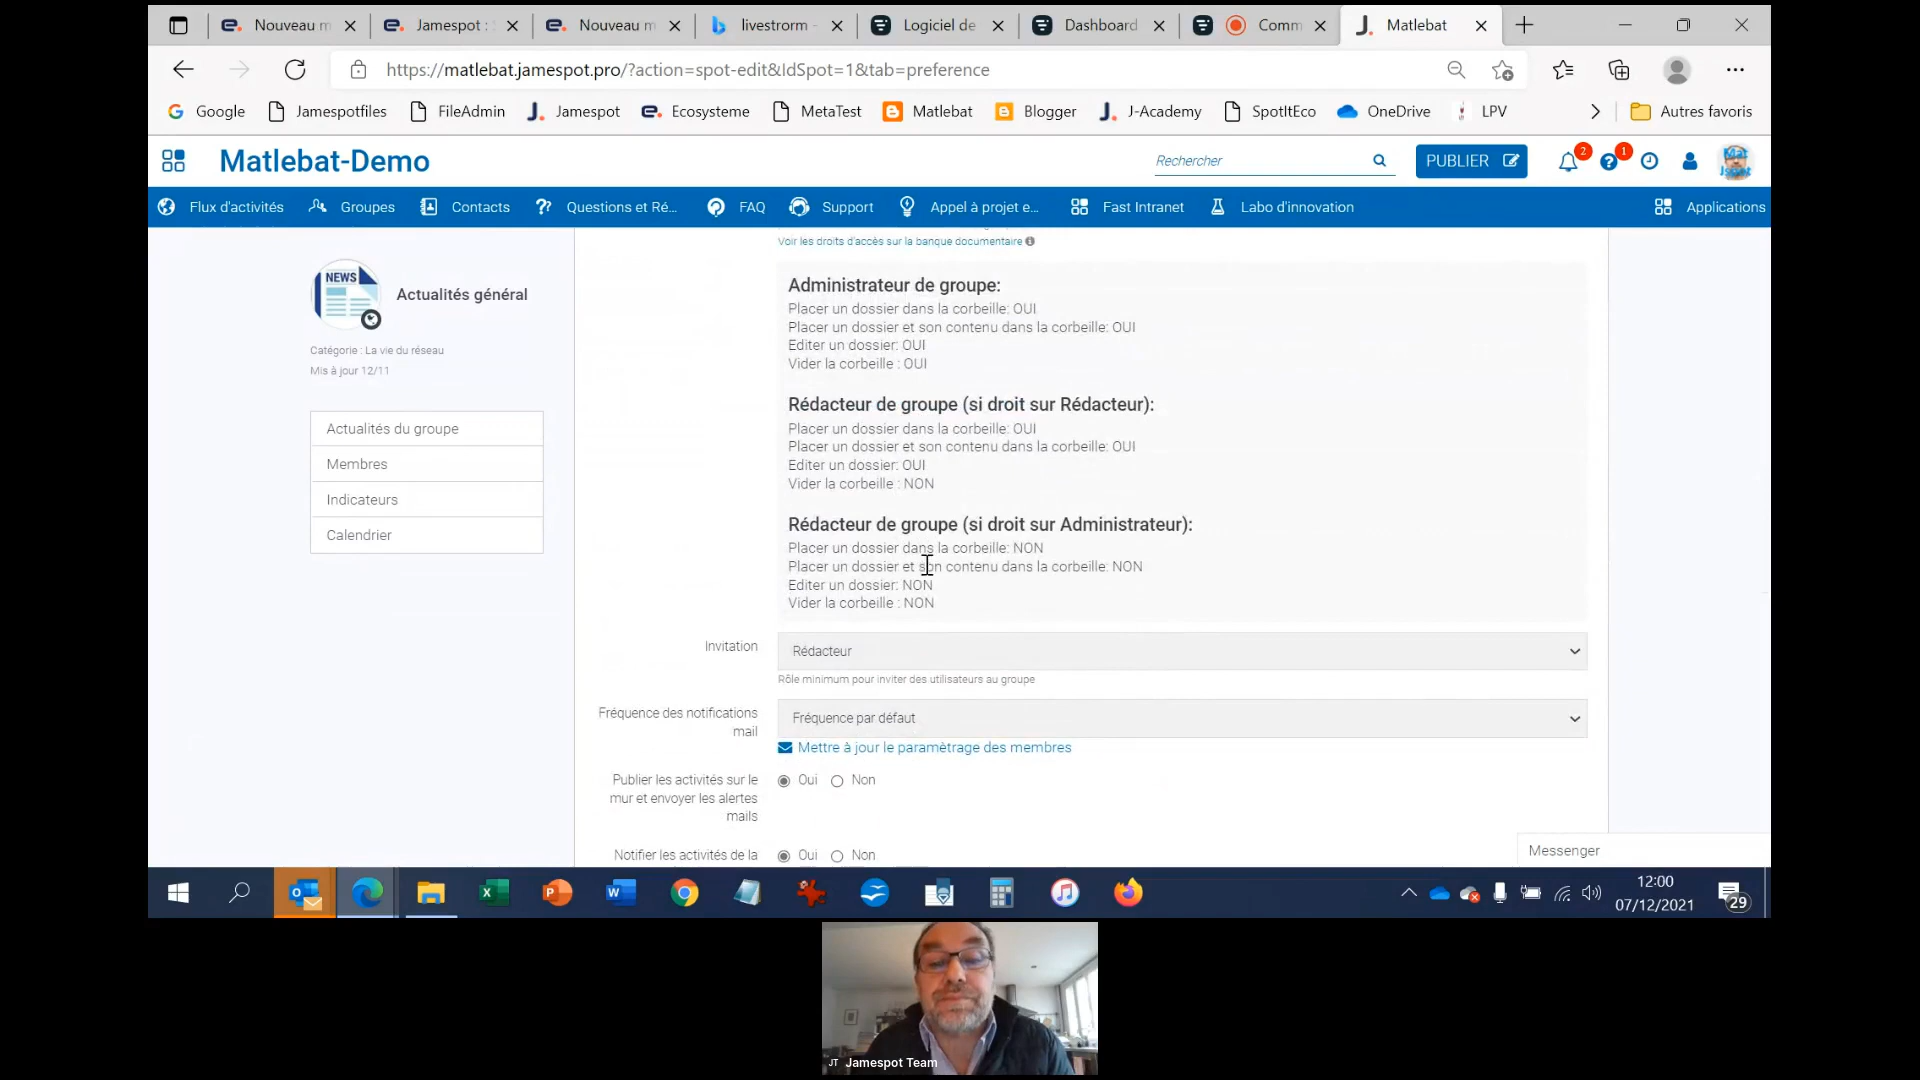 Nouveau m
Jamespot :
Nouveau m
livestrorm -
Logiciel de
Dashboard
Comm
Matlebat
https://matlebat.jamespot.pro/?action=spot-edit&IdSpot=1&tab=preference
Google
Jamespotfiles
FileAdmin
Jamespot
Ecosysteme
MetaTest
Matlebat
Blogger
J-Academy
SpotItEco
OneDrive
LPV
Autres favoris
Matlebat-Demo
Rechercher
PUBLIER
2
1
Flux d'activités
Groupes
Contacts
Questions et Ré...
FAQ
Support
Appel à projet e...
Fast Intranet
Labo d'innovation
Applications
NEWS
Actualités général
Catégorie : La vie du réseau
Mis à jour 12/11
Actualités du groupe
Membres
Indicateurs
Calendrier
Voir les droits d'accès sur la banque documentaire
Administrateur de groupe:
Placer un dossier dans la corbeille: OUI
Placer un dossier et son contenu dans la corbeille: OUI
Editer un dossier: OUI
Vider la corbeille : OUI
Rédacteur de groupe (si droit sur Rédacteur):
Placer un dossier dans la corbeille: OUI
Placer un dossier et son contenu dans la corbeille: OUI
Editer un dossier: OUI
Vider la corbeille : NON
Rédacteur de groupe (si droit sur Administrateur):
Placer un dossier dans la corbeille: NON
Placer un dossier et son contenu dans la corbeille: NON
Editer un dossier: NON
Vider la corbeille : NON
Invitation
Rédacteur
Rôle minimum pour inviter des utilisateurs au groupe
Fréquence des notifications
mail
Fréquence par défaut
Mettre à jour le paramètrage des membres
Publier les activités sur le
mur et envoyer les alertes
mails
Oui
Non
Notifier les activités de la
Oui
Non
Messenger
12:00
07/12/2021
29
JT Jamespot Team